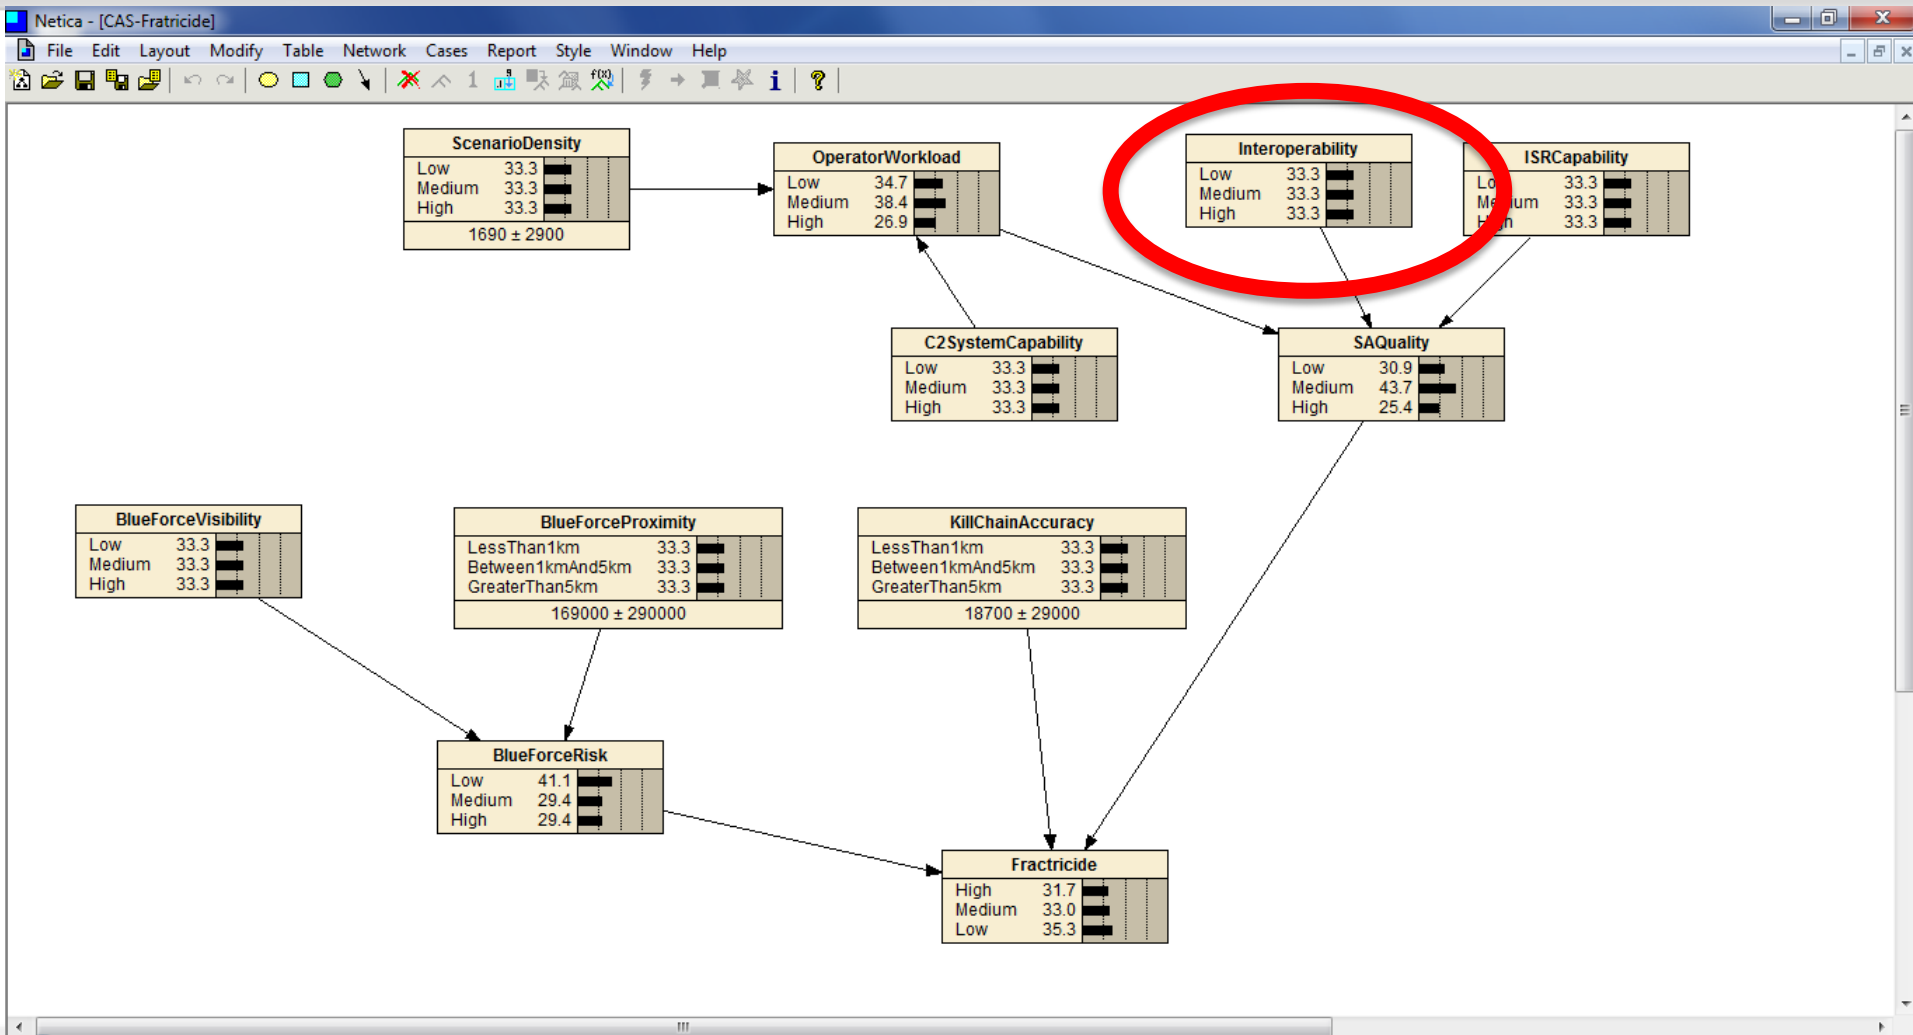 Netica - [CAS-Fratricide]
File Edit Layout Modify Table Network Cases Report Style Window Help
ScenarioDensity
Low 33.3
Medium 33.3
High 33.3
1690 ± 2900
OperatorWorkload
Low 34.7
Medium 38.4
High 26.9
Interoperability
Low 33.3
Medium 33.3
High 33.3
ISRCapability
Low 33.3
Medium 33.3
High 33.3
C2SystemCapability
Low 33.3
Medium 33.3
High 33.3
SAQuality
Low 30.9
Medium 43.7
High 25.4
BlueForceVisibility
Low 33.3
Medium 33.3
High 33.3
BlueForceProximity
LessThan1km 33.3
Between1kmAnd5km 33.3
GreaterThan5km 33.3
169000 ± 290000
KillChainAccuracy
LessThan1km 33.3
Between1kmAnd5km 33.3
GreaterThan5km 33.3
18700 ± 29000
BlueForceRisk
Low 41.1
Medium 29.4
High 29.4
Fractricide
High 31.7
Medium 33.0
Low 35.3